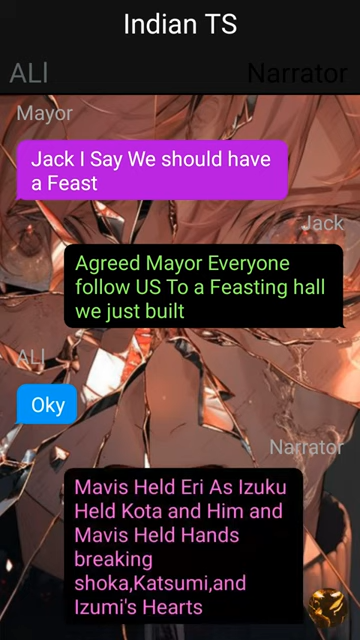 Indian TS
ALl
Narrator
Mayor
Jack I Say We should have
a Feast
Jack
Agreed Mayor Everyone
follow US To a Feasting hall
we just built
ALl
Oky
Narrator
Mavis Held Eri As Izuku
Held Kota and Him and
Mavis Held Hands
breaking
shoka,Katsumi,and
Izumi's Hearts